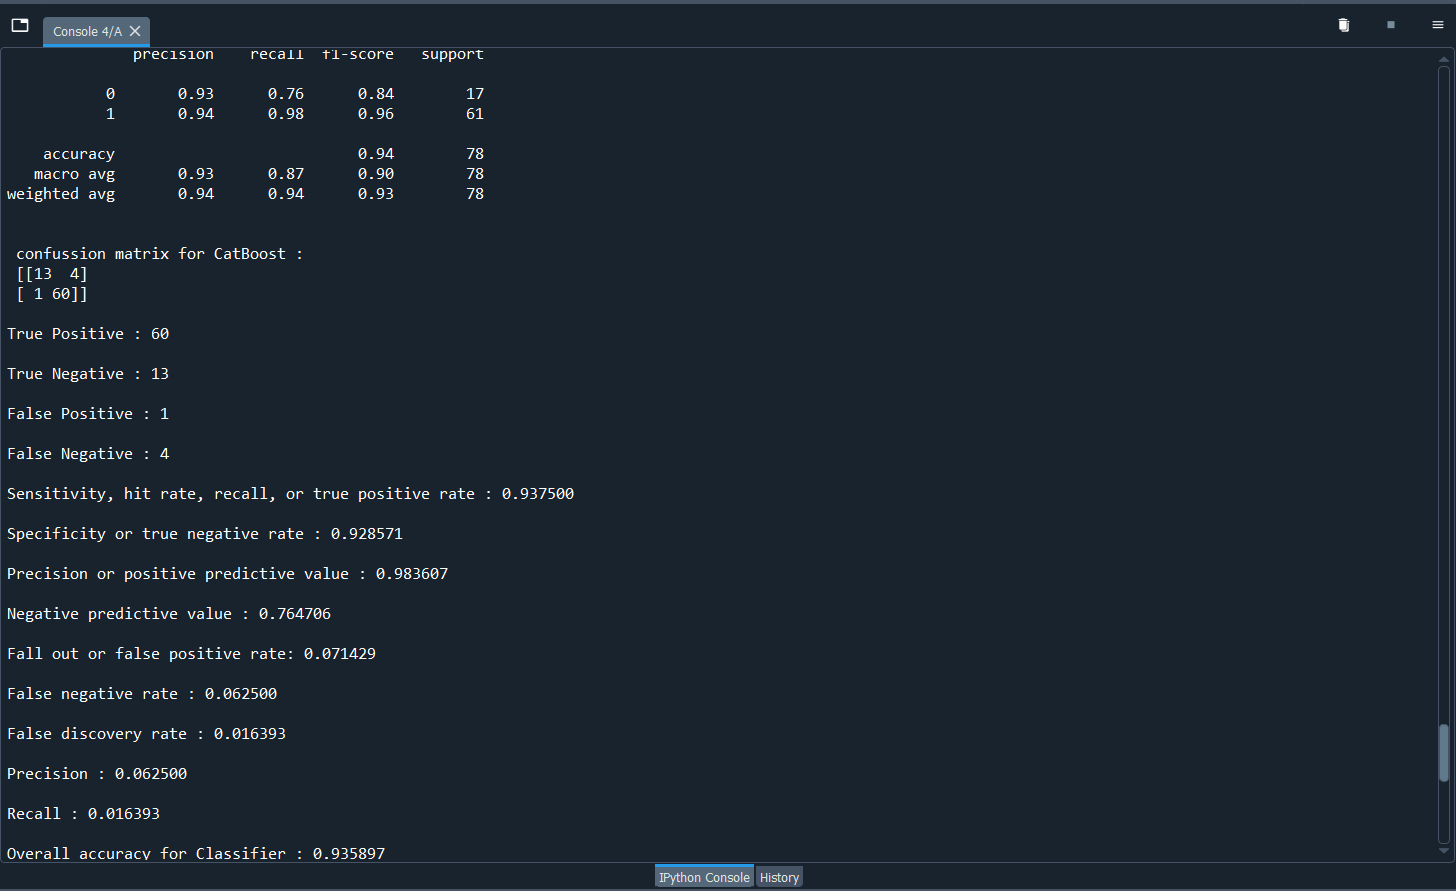 Console 4/A
precision recall f1-score support
0 0.93 0.76 0.84 17
1 0.94 0.98 0.96 61
accuracy 0.94 78
macro avg 0.93 0.87 0.90 78
weighted avg 0.94 0.94 0.93 78
confussion matrix for CatBoost :
[[13 4]
[ 1 60]]
True Positive : 60
True Negative : 13
False Positive : 1
False Negative : 4
Sensitivity, hit rate, recall, or true positive rate : 0.937500
Specificity or true negative rate : 0.928571
Precision or positive predictive value : 0.983607
Negative predictive value : 0.764706
Fall out or false positive rate: 0.071429
False negative rate : 0.062500
False discovery rate : 0.016393
Precision : 0.062500
Recall : 0.016393
Overall accuracy for Classifier : 0.935897
IPython Console History